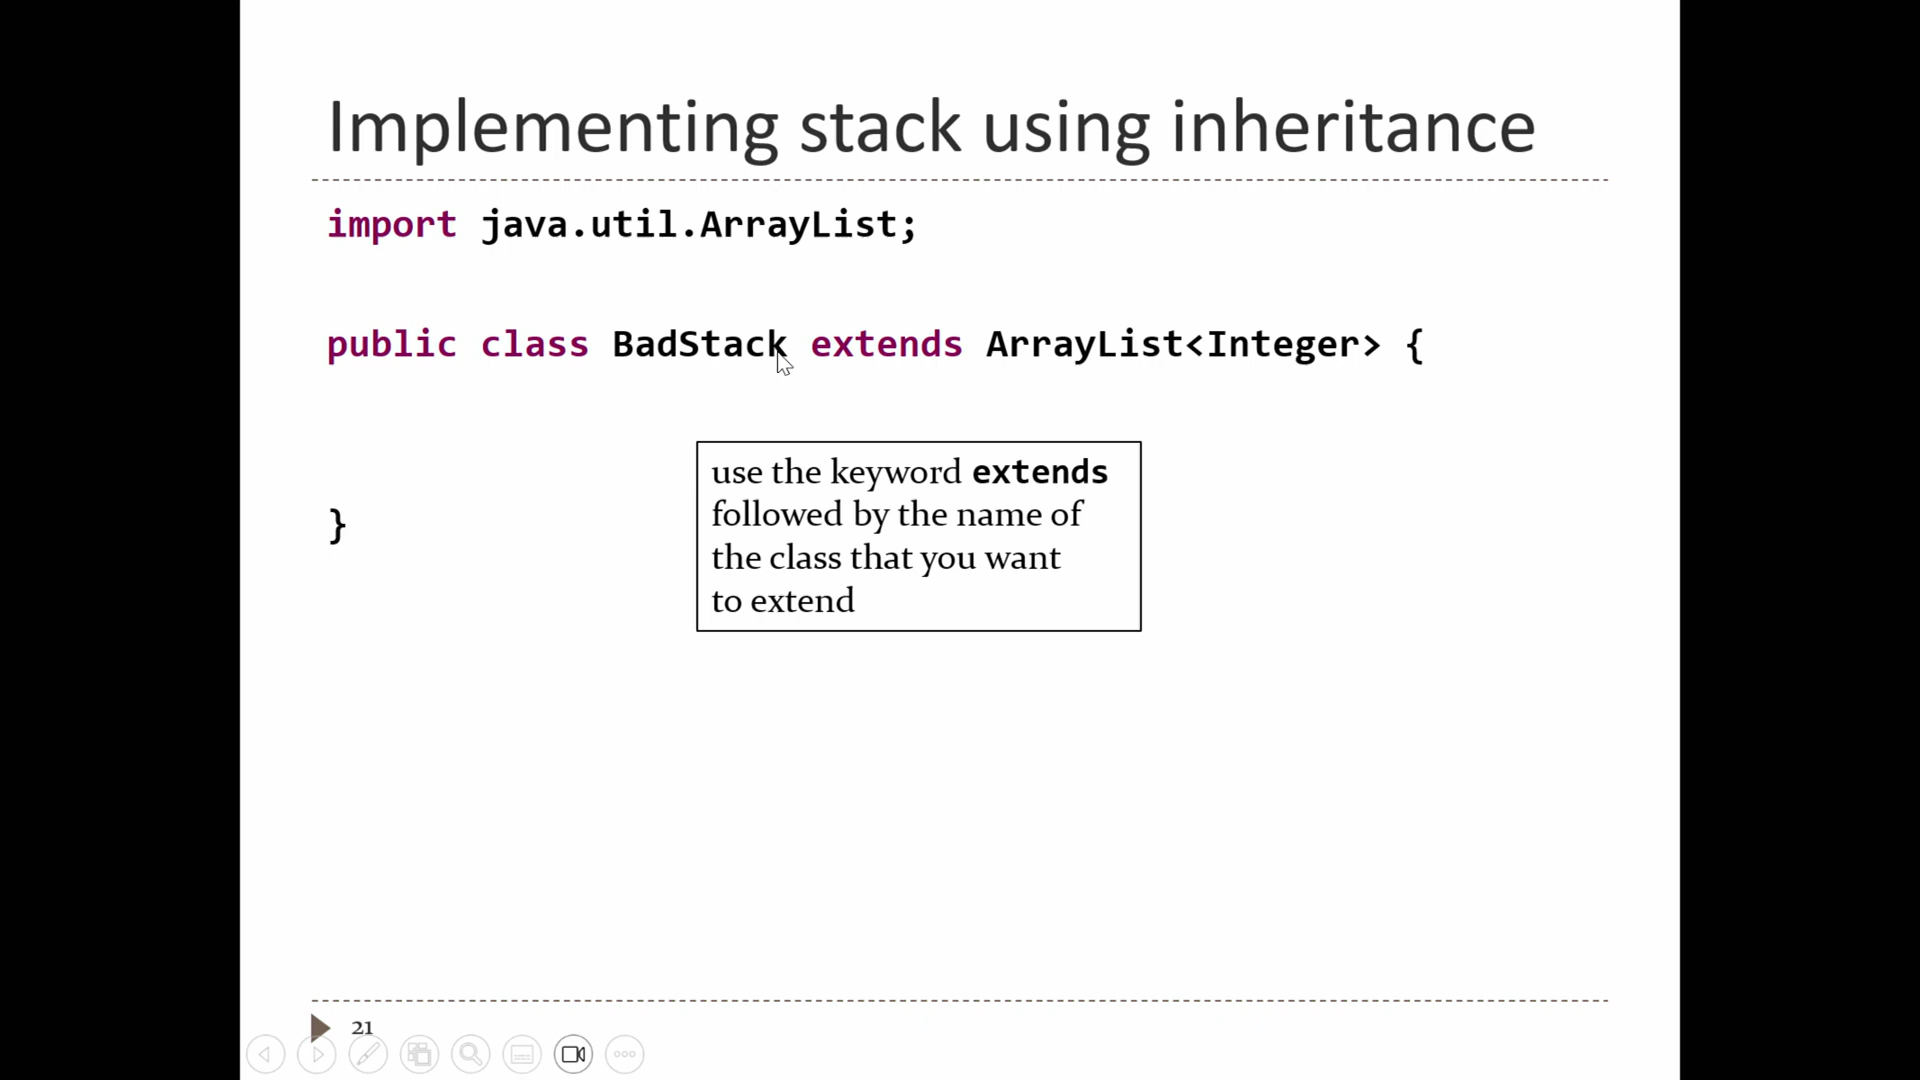 Implementing stack using inheritance
import java.util.ArrayList;
public class BadStack extends ArrayList<Integer> {
use the keyword extends
followed by the name of
the class that you want
to extend
}
21